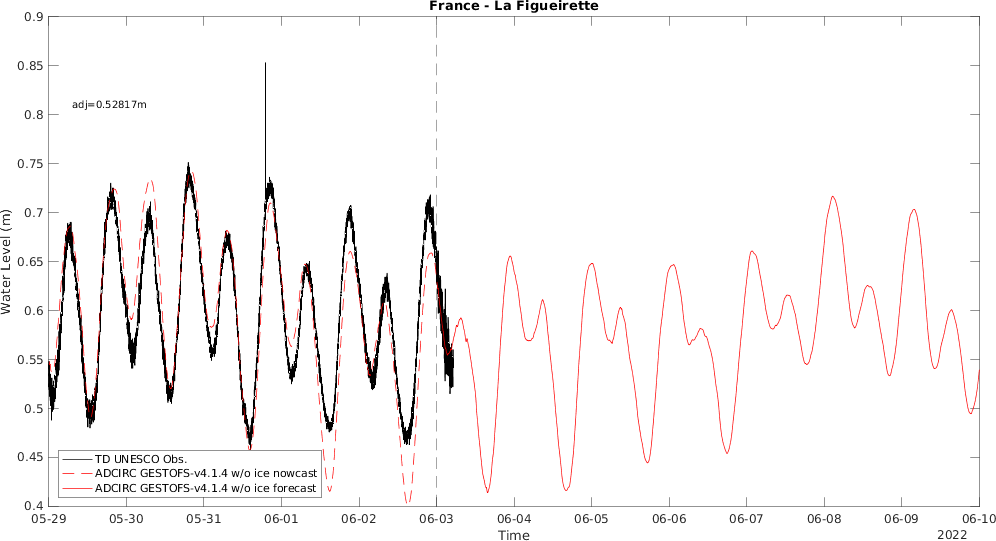 France - La Figueirette
0.9
0.85
0.8
0.75
0.7
0.65
0.6
0.55
0.5
0.45
0.4
Water Level (m)
adj=0.52817m
TD UNESCO Obs.
ADCIRC GESTOFS-v4.1.4 w/o ice nowcast
ADCIRC GESTOFS-v4.1.4 w/o ice forecast
05-29 05-30 05-31 06-01 06-02 06-03 06-04 06-05 06-06 06-07 06-08 06-09 06-10
Time
2022